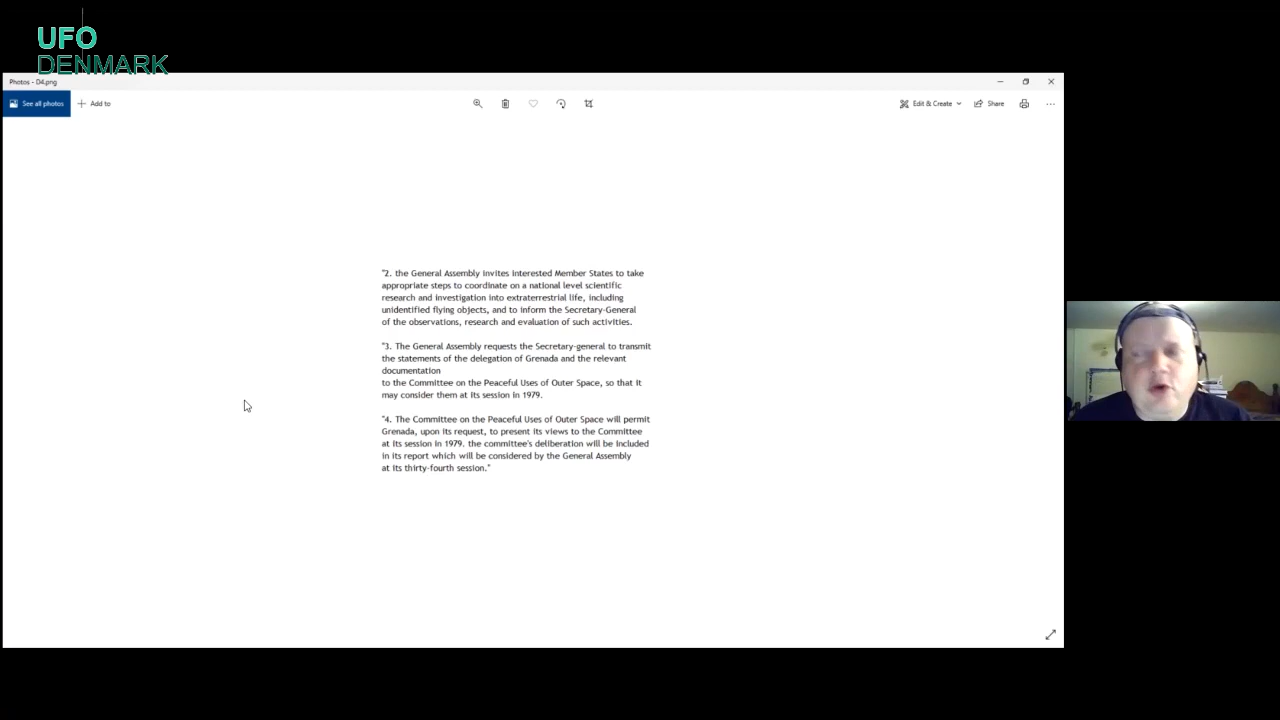 UFO
DENMARK
Photos - D4.png
See all photos
Add to
Edit & Create
Share
"2. the General Assembly invites interested Member States to take
appropriate steps to coordinate on a national level scientific
research and investigation into extraterrestrial life, including
unidentified flying objects, and to inform the Secretary-General
of the observations, research and evaluation of such activities.
"3. The General Assembly requests the Secretary-general to transmit
the statements of the delegation of Grenada and the relevant
documentation
to the Committee on the Peaceful Uses of Outer Space, so that it
may consider them at its session in 1979.
"4. The Committee on the Peaceful Uses of Outer Space will permit
Grenada, upon its request, to present its views to the Committee
at its session in 1979. the committee's deliberation will be included
in its report which will be considered by the General Assembly
at its thirty-fourth session."